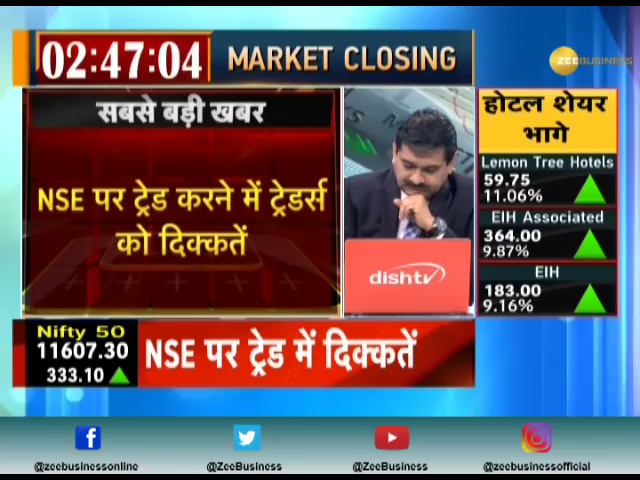 02:47:04 MARKET CLOSING
ZEEBUSINESS
सबसे बड़ी खबर
NSE पर ट्रेड करने में ट्रेडर्स
को दिक्कतें
dishtv
होटल शेयर
भागे
Lemon Tree Hotels
59.75
11.06%
EIH Associated
364.00
9.87%
EIH
183.00
9.16%
Nifty 50
11607.30
333.10
NSE पर ट्रेड में दिक्कतें
@zeebusinessonline
@ZeeBusiness
@ZeeBusiness
@zeebusinessofficial